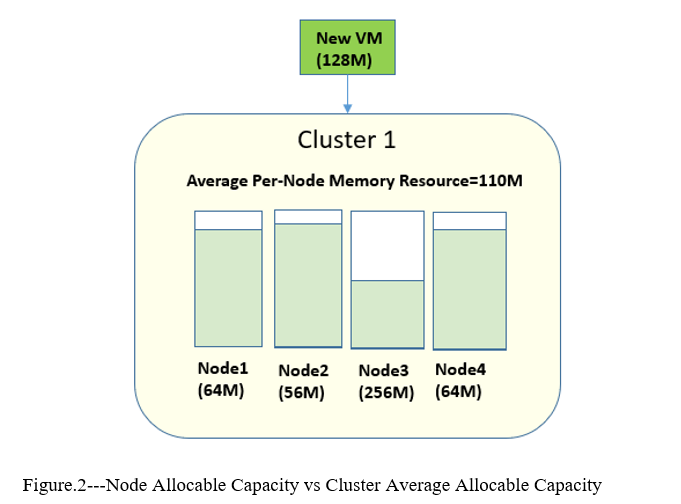 New VM
(128M)
Cluster 1
Average Per-Node Memory Resource=110M
Node1 Node2 Node3 Node4
(64M) (56M) (256M) (64M)
Figure.2---Node Allocable Capacity vs Cluster Average Allocable Capacity